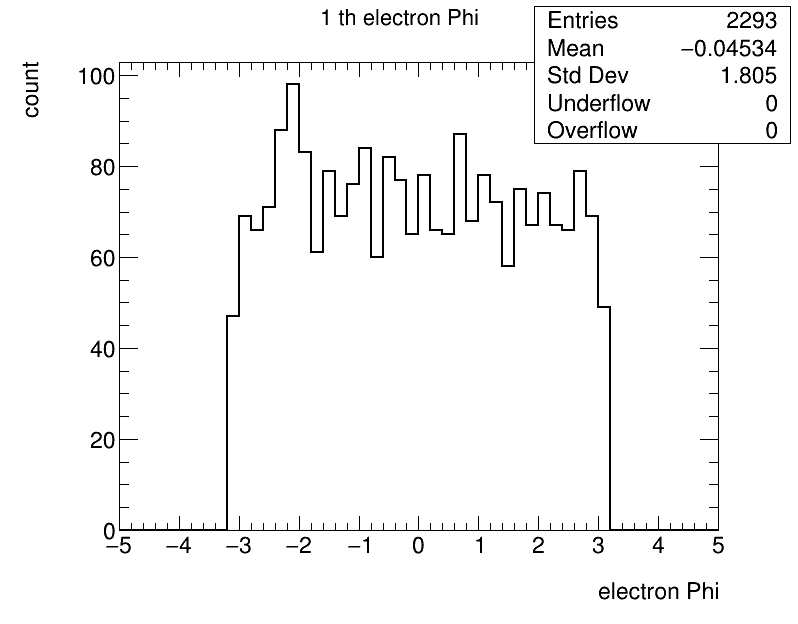 1 th electron Phi
Entries 2293
Mean −0.04534
Std Dev 1.805
Underflow 0
Overflow 0
count
100
80
60
40
20
0
−5 −4 −3 −2 −1 0 1 2 3 4 5
electron Phi